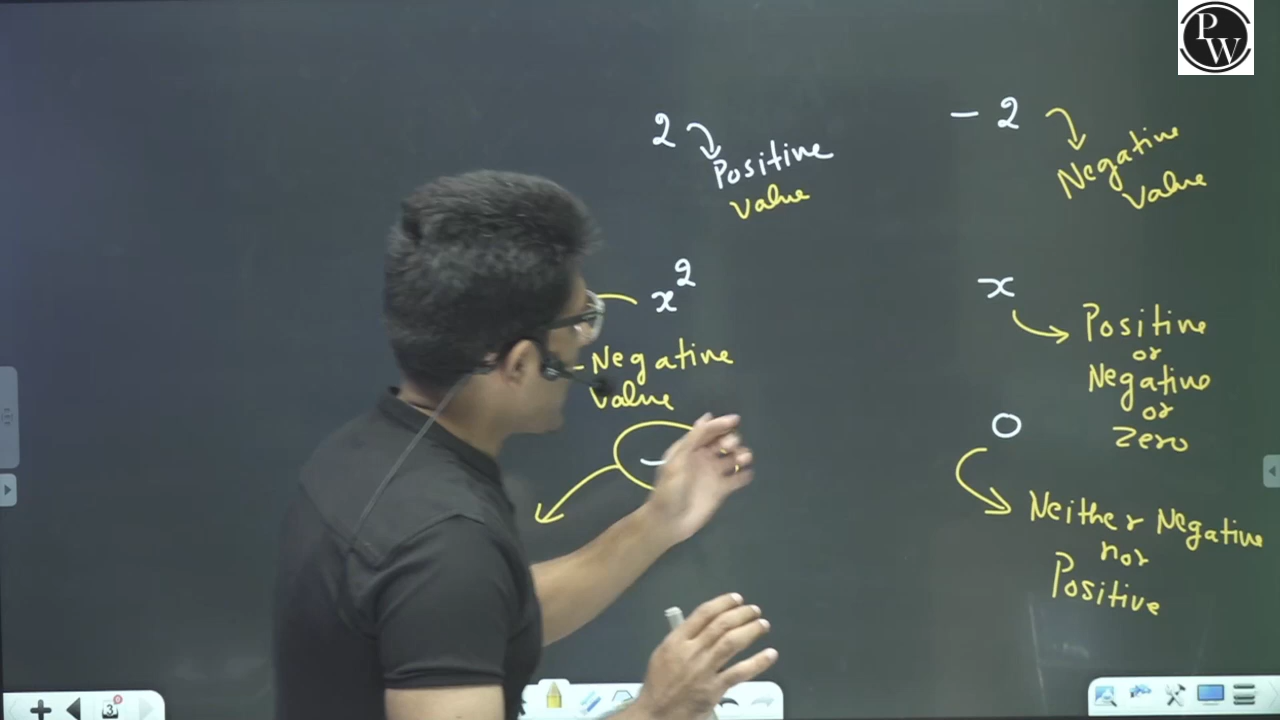 PW
2
Positive
value
- 2
Negative
value
x²
- Negative
value
x
Positive
or
Negative
or
Zero
-
0
Neither Negative
nor
Positive
3